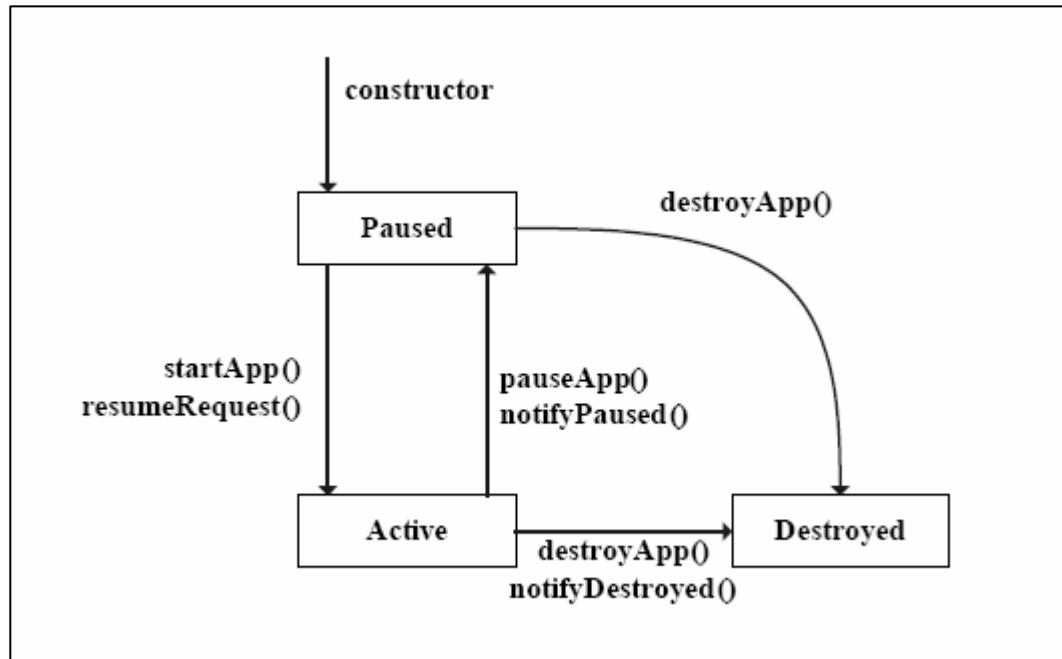 constructor
Paused
destroyApp()
startApp()
resumeRequest()
pauseApp()
notifyPaused()
Active
Destroyed
destroyApp()
notifyDestroyed()